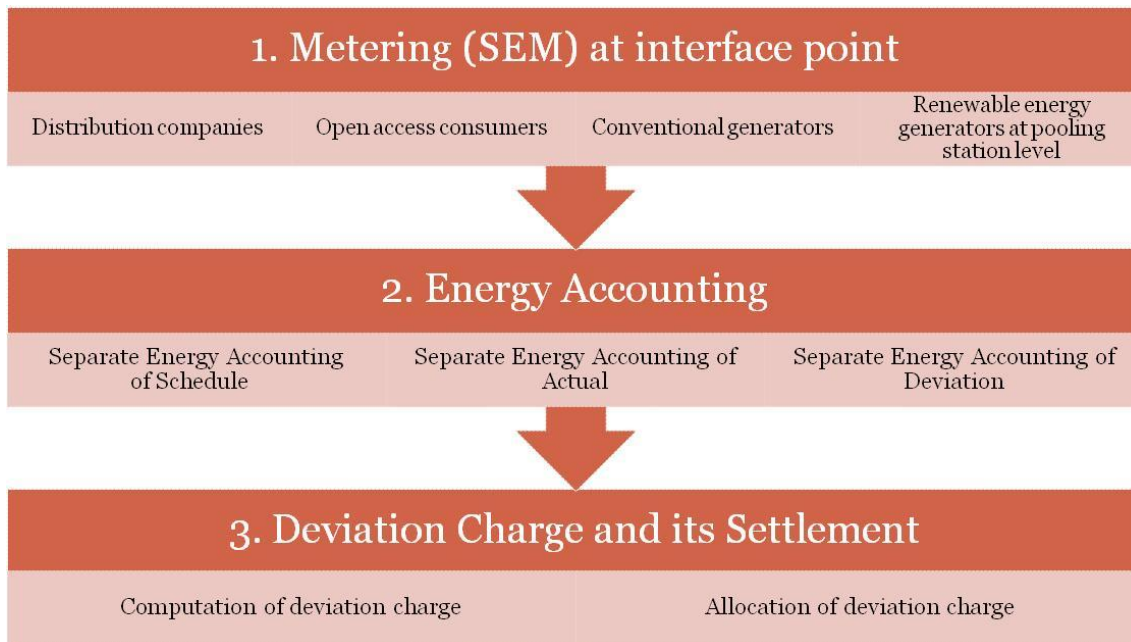 1. Metering (SEM) at interface point
Distribution companies
Open access consumers
Conventional generators
Renewable energy
generators at pooling
station level
2. Energy Accounting
Separate Energy Accounting
of Schedule
Separate Energy Accounting of
Actual
Separate Energy Accounting of
Deviation
3. Deviation Charge and its Settlement
Computation of deviation charge
Allocation of deviation charge